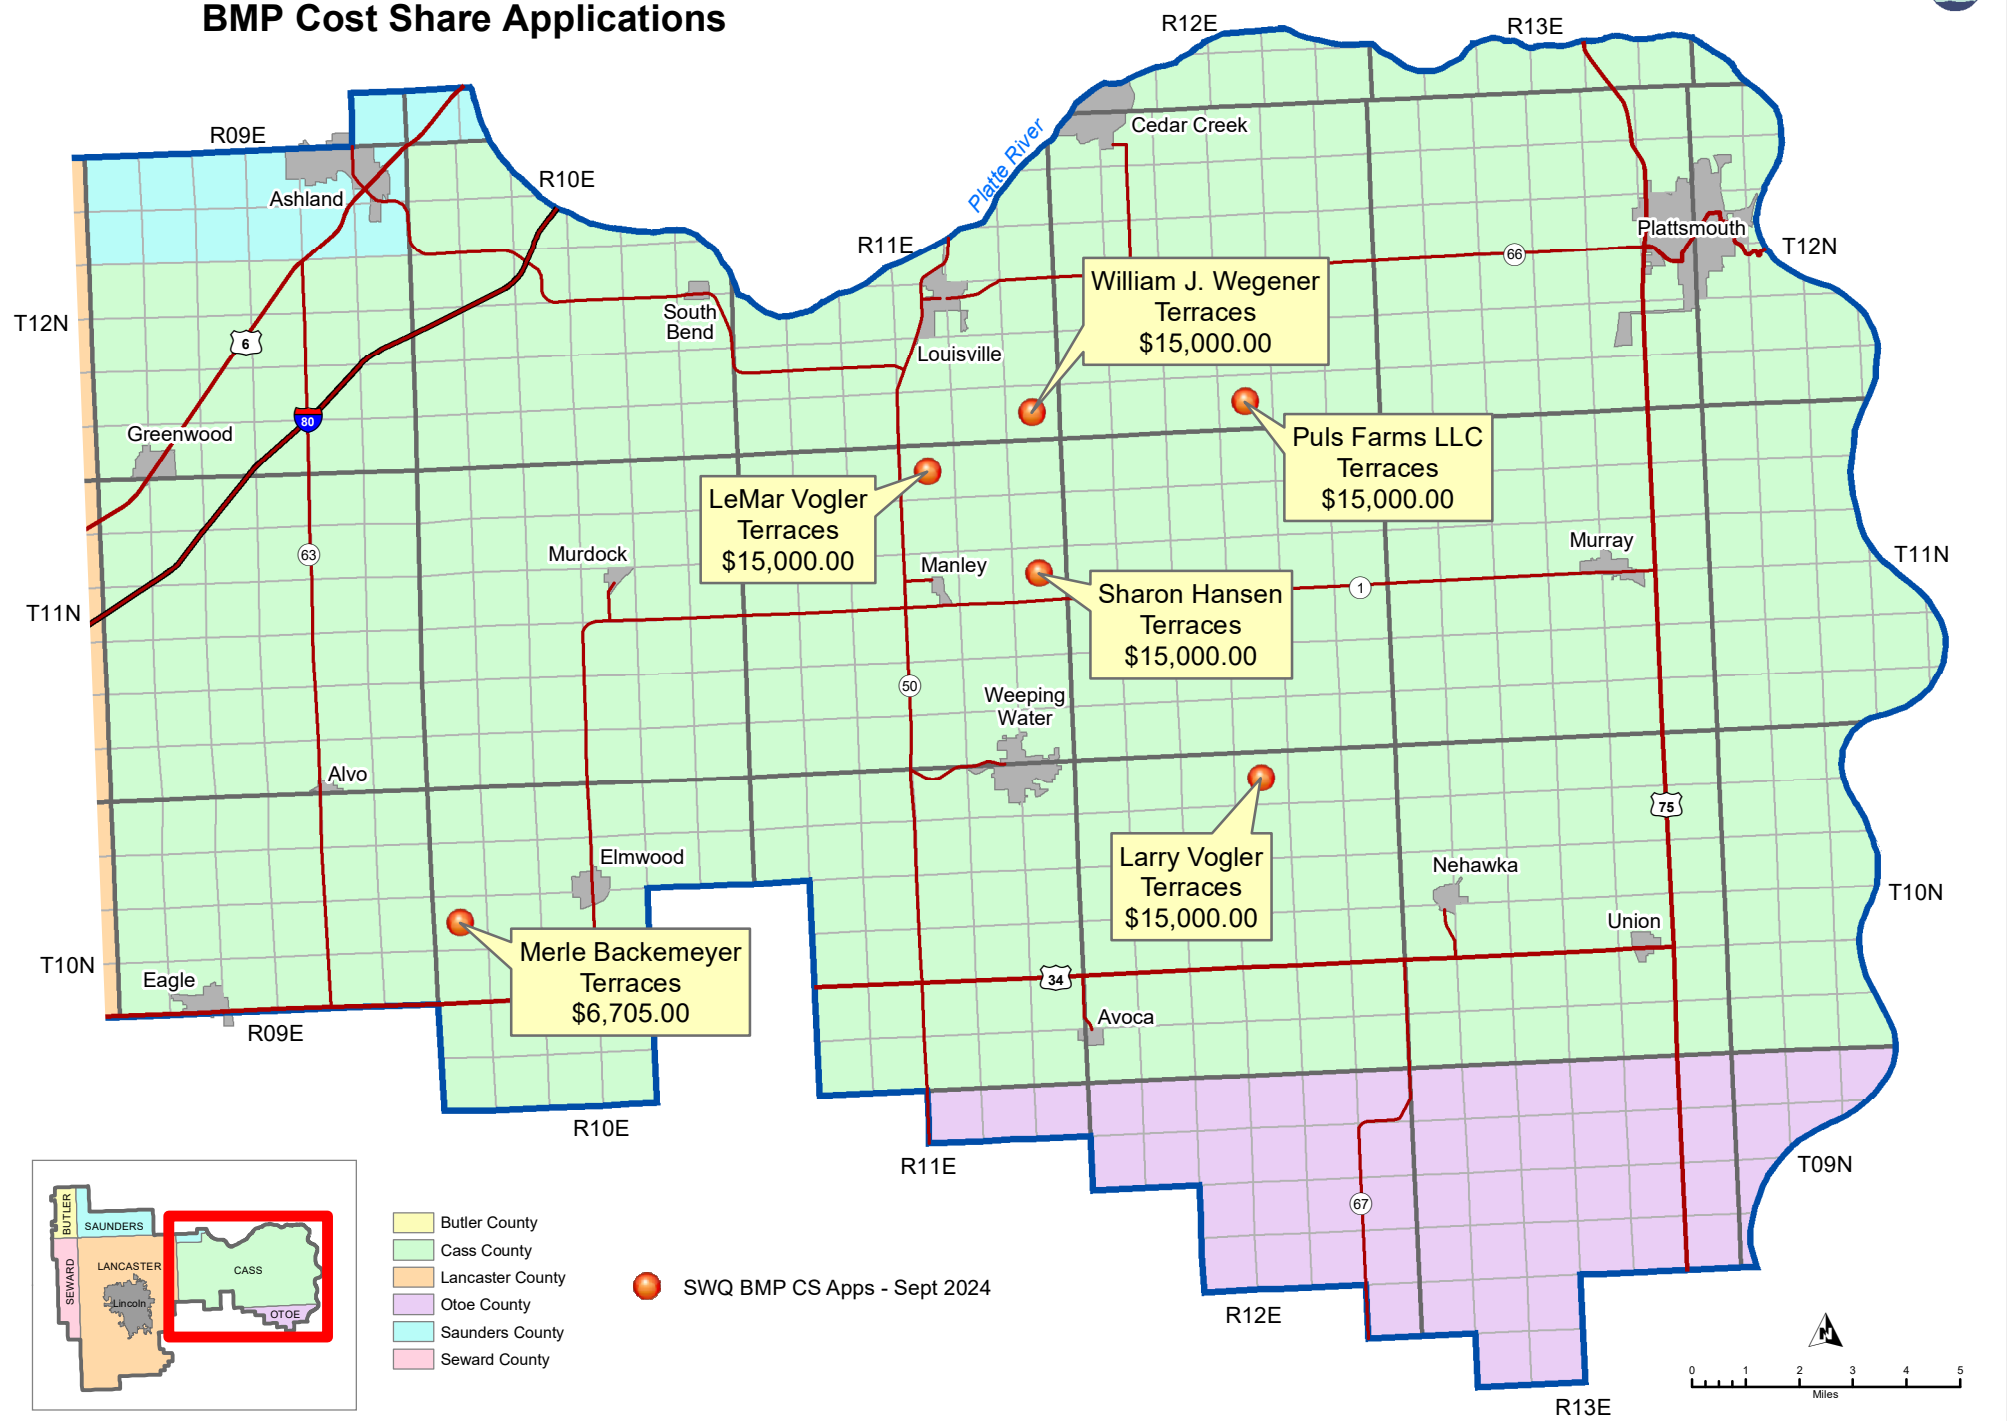 BMP Cost Share Applications
R12E
R13E
R09E
Cedar Creek
Platte River
R10E
Ashland
Plattsmouth
R11E
T12N
66
William J. Wegener
Terraces
$15,000.00
T12N
South
Bend
6
Louisville
80
Greenwood
Puls Farms LLC
Terraces
$15,000.00
LeMar Vogler
Terraces
$15,000.00
63
Murdock
Manley
Murray
T11N
1
Sharon Hansen
Terraces
$15,000.00
T11N
50
Weeping
Water
Alvo
75
Elmwood
Larry Vogler
Terraces
$15,000.00
Nehawka
T10N
Union
Merle Backemeyer
Terraces
$6,705.00
T10N
Eagle
34
Avoca
R09E
R10E
R11E
T09N
67
BUTLER
SAUNDERS
SEWARD
LANCASTER
Lincoln
CASS
OTOE
Butler County
Cass County
Lancaster County
Otoe County
Saunders County
Seward County
SWQ BMP CS Apps - Sept 2024
R12E
N
0 1 2 3 4 5
Miles
R13E